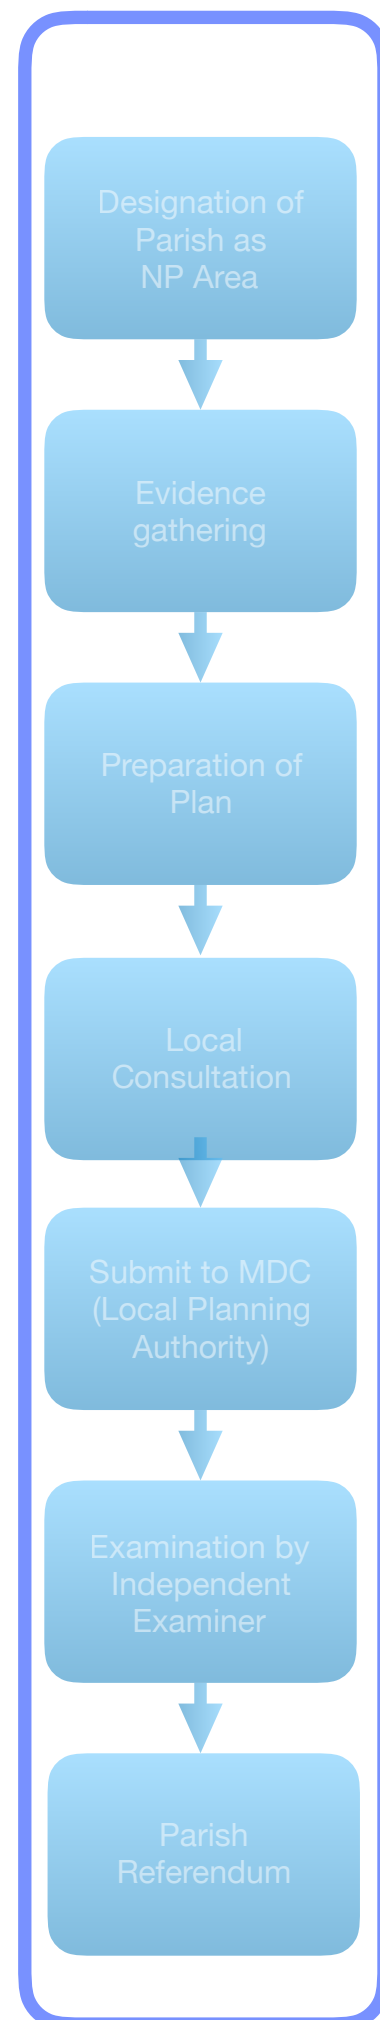 Designation of
Parish as
NP Area
Evidence
gathering
Preparation of
Plan
Local
Consultation
Submit to MDC
(Local Planning
Authority)
Examination by
Independent
Examiner
Parish
Referendum